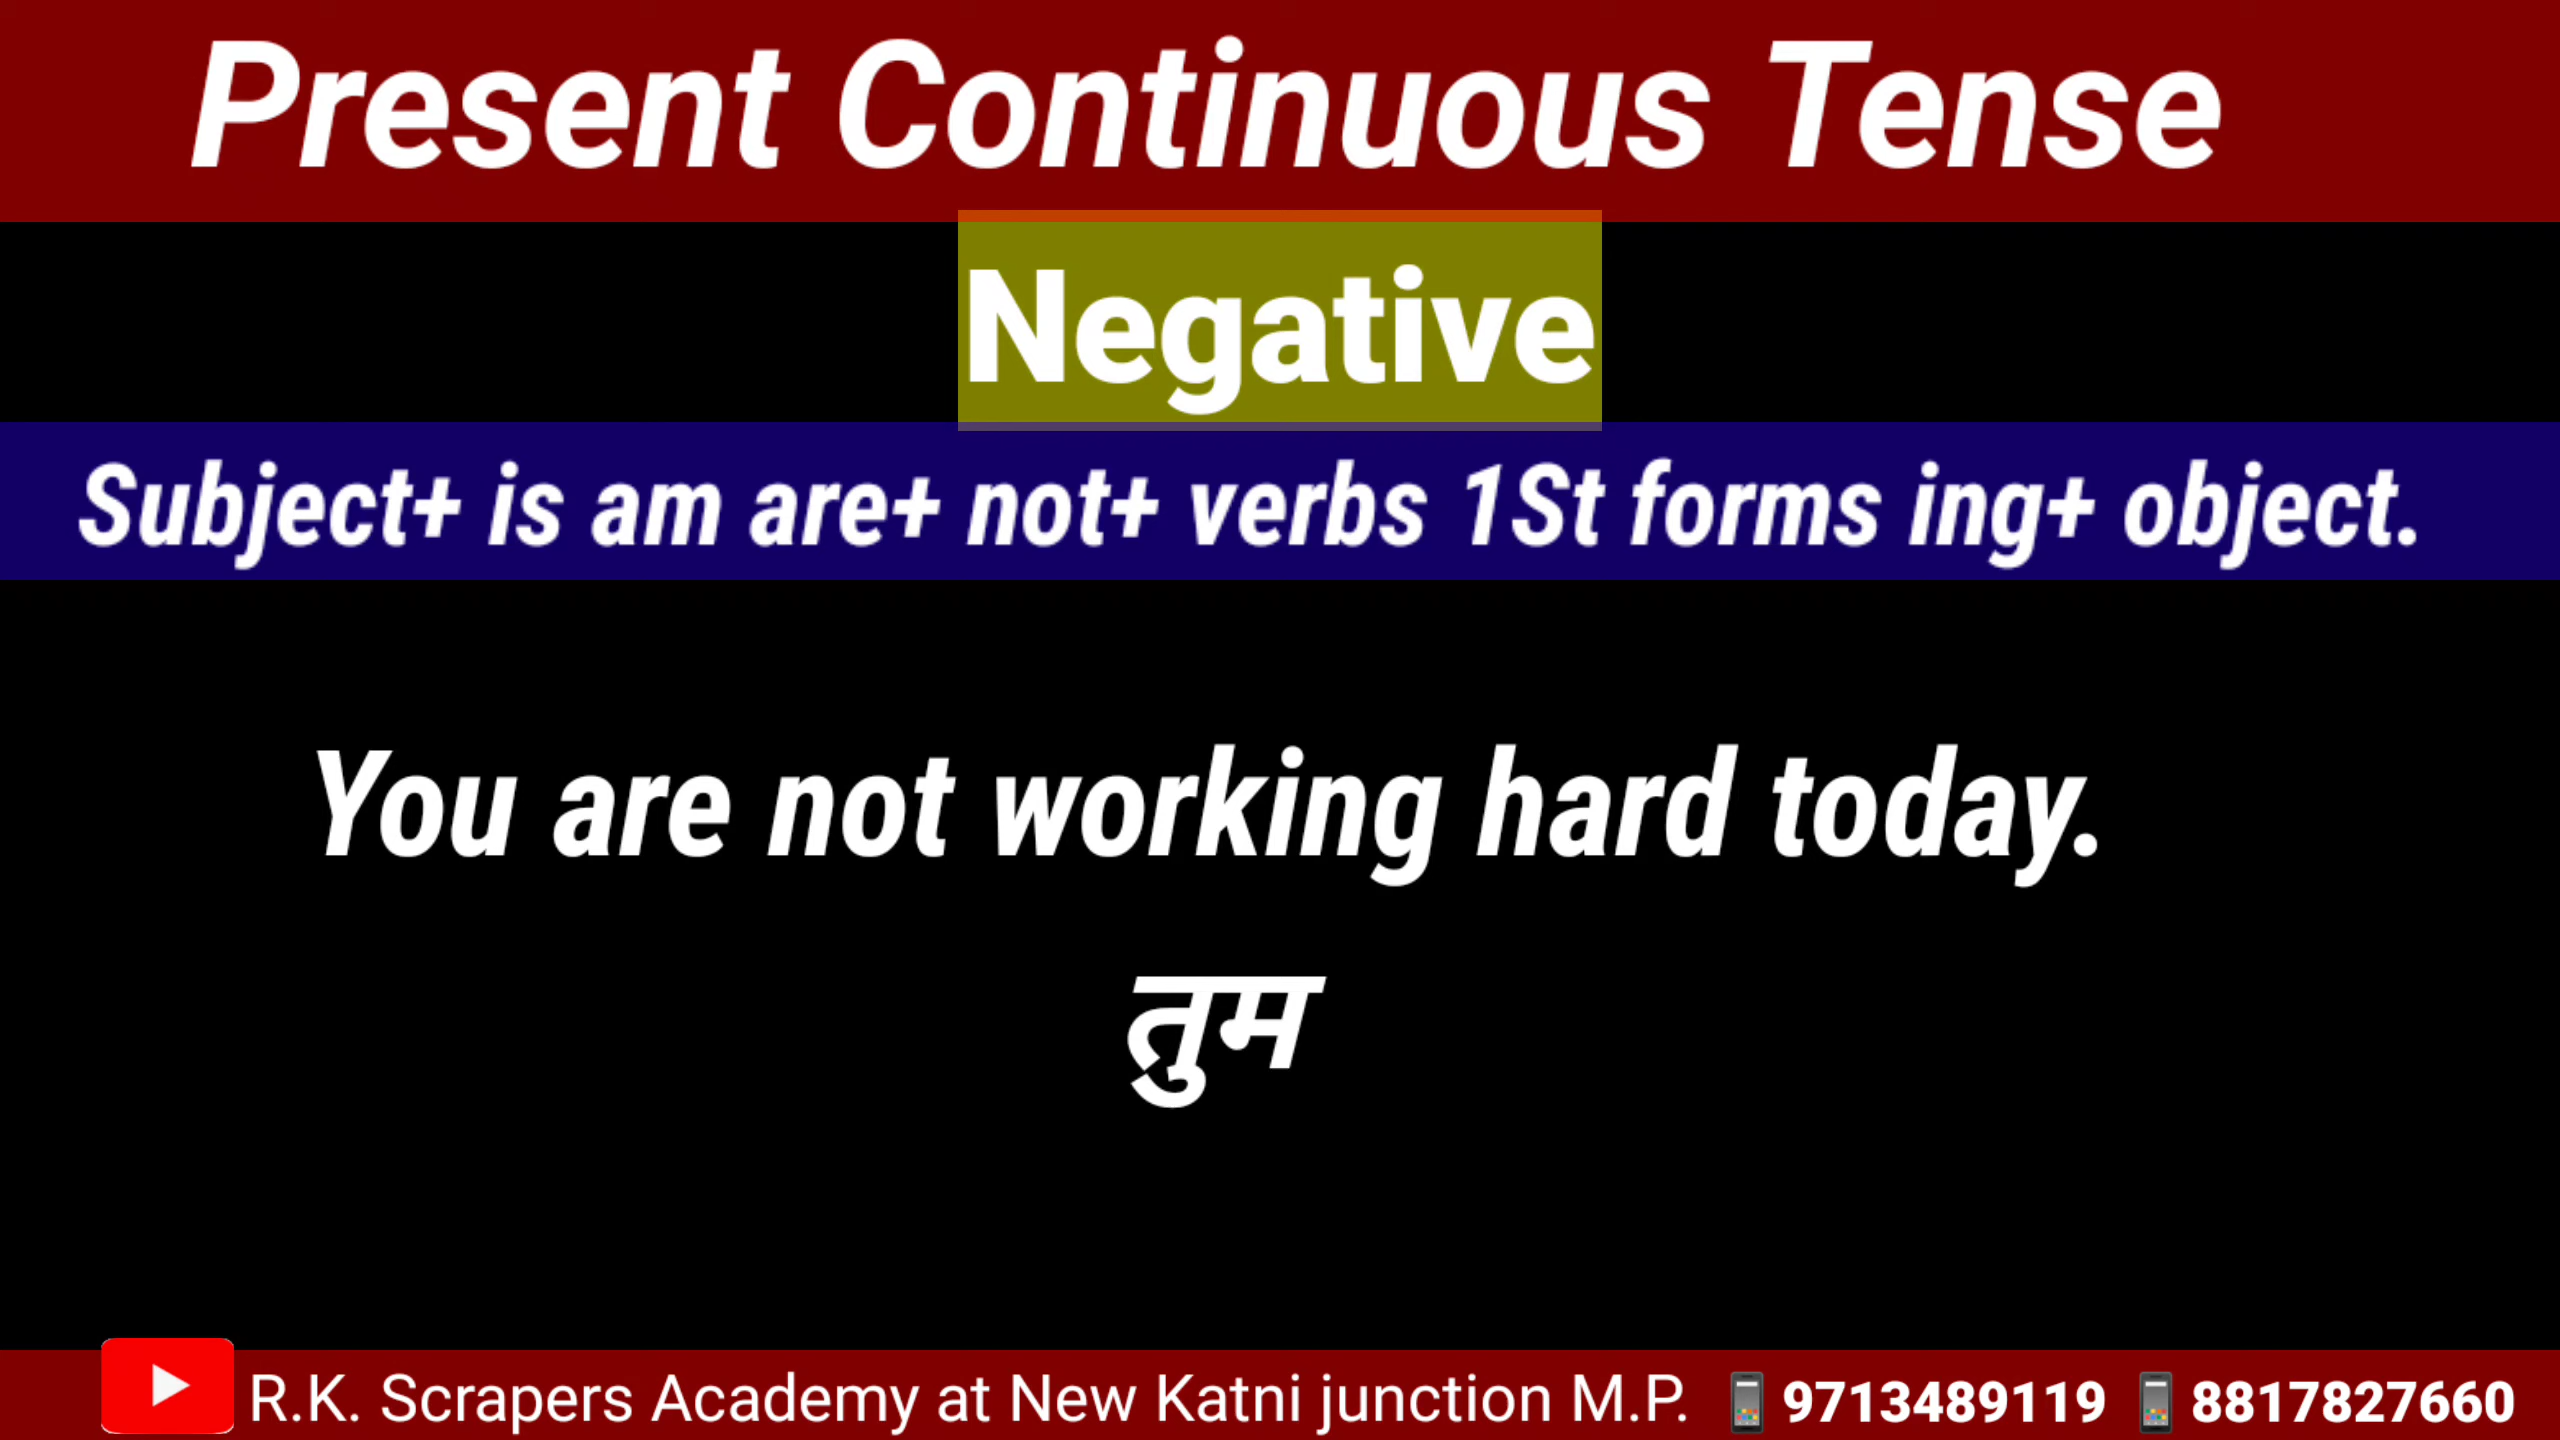 Present Continuous Tense
Negative
Subject+ is am are+ not+ verbs 1St forms ing+ object.
You are not working hard today.
तुम
R.K. Scrapers Academy at New Katni junction M.P. 📱9713489119 📱8817827660